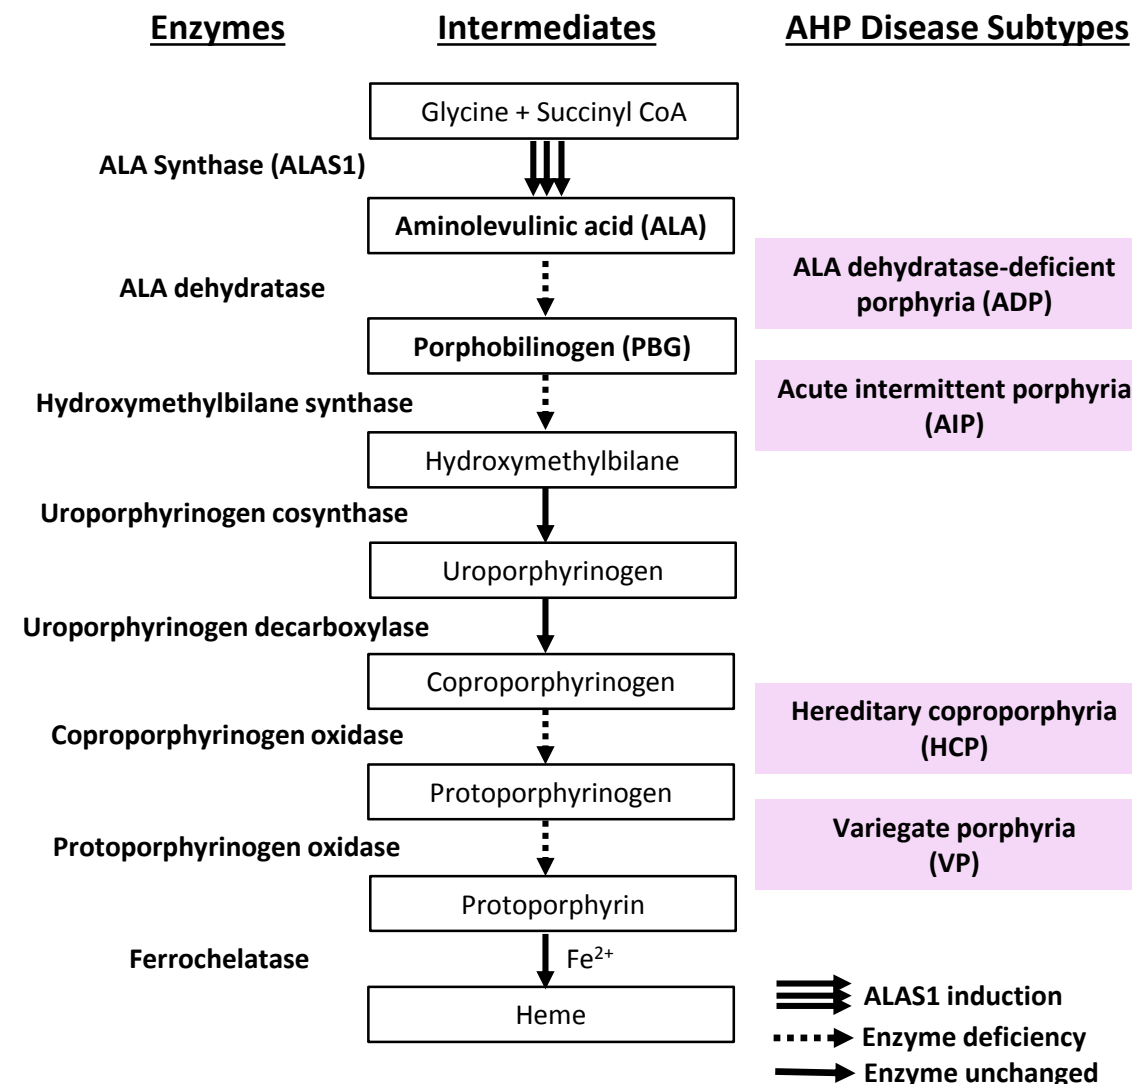 Enzymes
Intermediates
AHP Disease Subtypes
Glycine + Succinyl CoA
ALA Synthase (ALAS1)
Aminolevulinic acid (ALA)
ALA dehydratase
ALA dehydratase-deficient
porphyria (ADP)
Porphobilinogen (PBG)
Hydroxymethylbilane synthase
Acute intermittent porphyria
(AIP)
Hydroxymethylbilane
Uroporphyrinogen cosynthase
Uroporphyrinogen
Uroporphyrinogen decarboxylase
Coproporphyrinogen
Coproporphyrinogen oxidase
Hereditary coproporphyria
(HCP)
Protoporphyrinogen
Protoporphyrinogen oxidase
Variegate porphyria
(VP)
Protoporphyrin
Ferrochelatase
Fe²⁺
Heme
ALAS1 induction
Enzyme deficiency
Enzyme unchanged